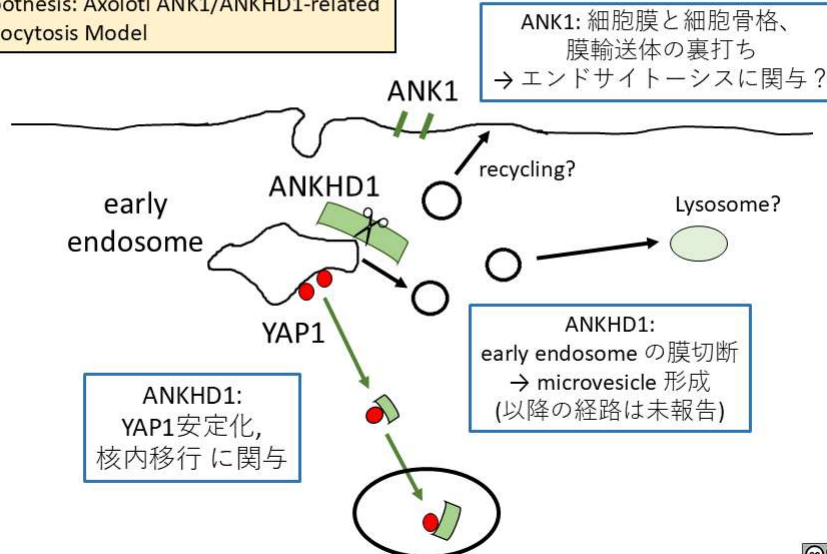 othesis: Axolotl ANK1/ANKHD1-related
ocytosis Model
ANK1: 細胞膜と細胞骨格、
膜輸送体の裏打ち
→ エンドサイトーシスに関与？
ANK1
recycling?
ANKHD1
early
endosome
Lysosome?
YAP1
ANKHD1:
early endosome の膜切断
→ microvesicle 形成
(以降の経路は未報告)
ANKHD1:
YAP1安定化,
核内移行 に関与